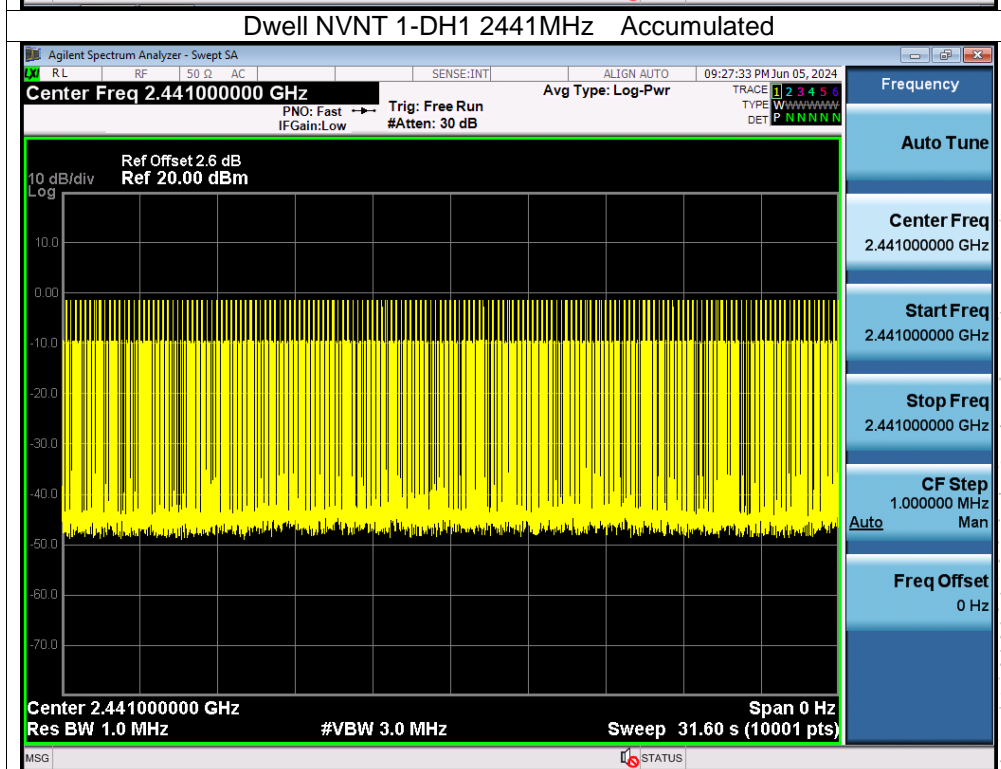 Dwell NVNT 1-DH1 2441MHz Accumulated
Agilent Spectrum Analyzer - Swept SA
LXI RL RF 50 Ω AC SENSE:INT ALIGN AUTO 09:27:33 PM Jun 05, 2024
Center Freq 2.441000000 GHz
PNO: Fast
IFGain:Low
Trig: Free Run
#Atten: 30 dB
Avg Type: Log-Pwr
TRACE 1 2 3 4 5 6
TYPE WWWWWW
DET P N N N N N
Ref Offset 2.6 dB
10 dB/div Ref 20.00 dBm
Log
10.0
0.00
-10.0
-20.0
-30.0
-40.0
-50.0
-60.0
-70.0
Center 2.441000000 GHz Span 0 Hz
Res BW 1.0 MHz #VBW 3.0 MHz Sweep 31.60 s (10001 pts)
MSG STATUS
Frequency
Auto Tune
Center Freq
2.441000000 GHz
Start Freq
2.441000000 GHz
Stop Freq
2.441000000 GHz
CF Step
1.000000 MHz
Auto Man
Freq Offset
0 Hz